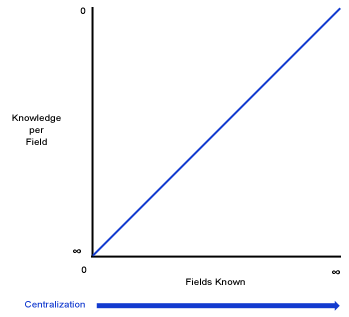 0
Knowledge
per
Field
∞
0
∞
Fields Known
Centralization